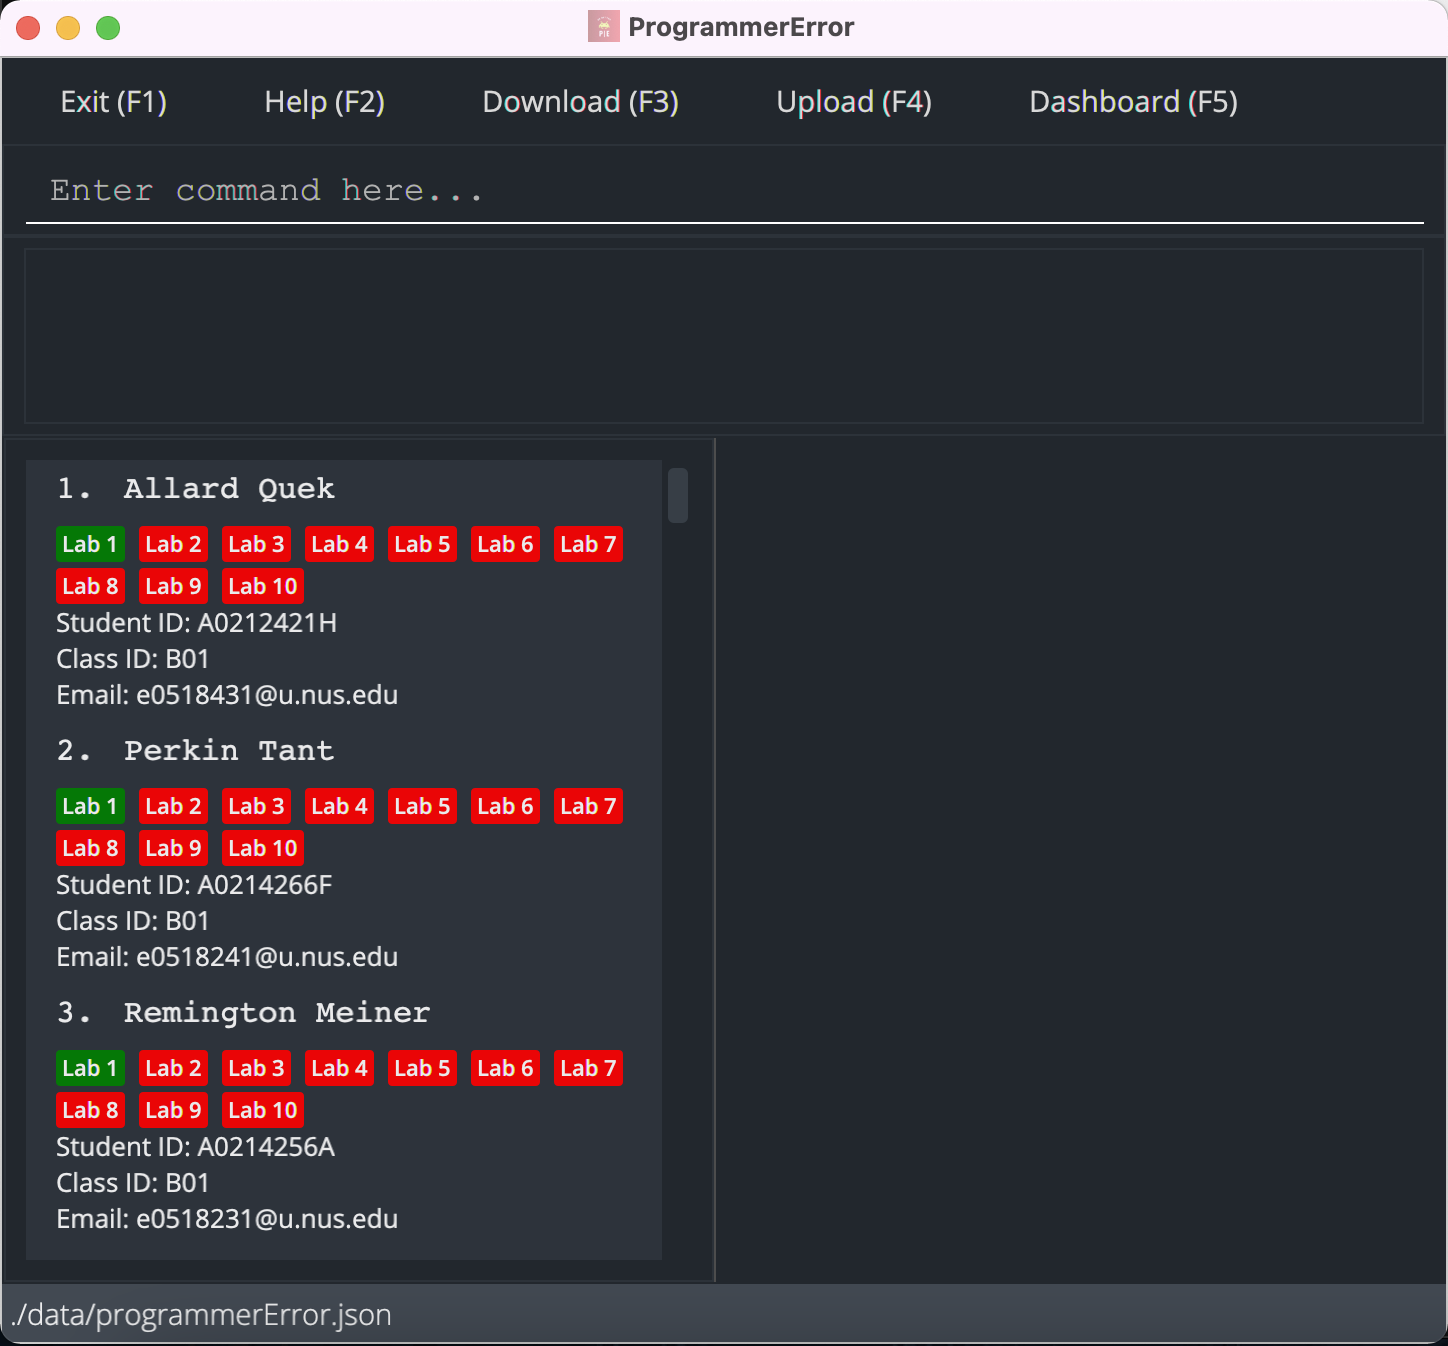 PIE ProgrammerError
Exit (F1) Help (F2) Download (F3) Upload (F4) Dashboard (F5)
Enter command here...
1. Allard Quek
Lab 1 Lab 2 Lab 3 Lab 4 Lab 5 Lab 6 Lab 7
Lab 8 Lab 9 Lab 10
Student ID: A0212421H
Class ID: B01
Email: e0518431@u.nus.edu
2. Perkin Tant
Lab 1 Lab 2 Lab 3 Lab 4 Lab 5 Lab 6 Lab 7
Lab 8 Lab 9 Lab 10
Student ID: A0214266F
Class ID: B01
Email: e0518241@u.nus.edu
3. Remington Meiner
Lab 1 Lab 2 Lab 3 Lab 4 Lab 5 Lab 6 Lab 7
Lab 8 Lab 9 Lab 10
Student ID: A0214256A
Class ID: B01
Email: e0518231@u.nus.edu
./data/programmerError.json